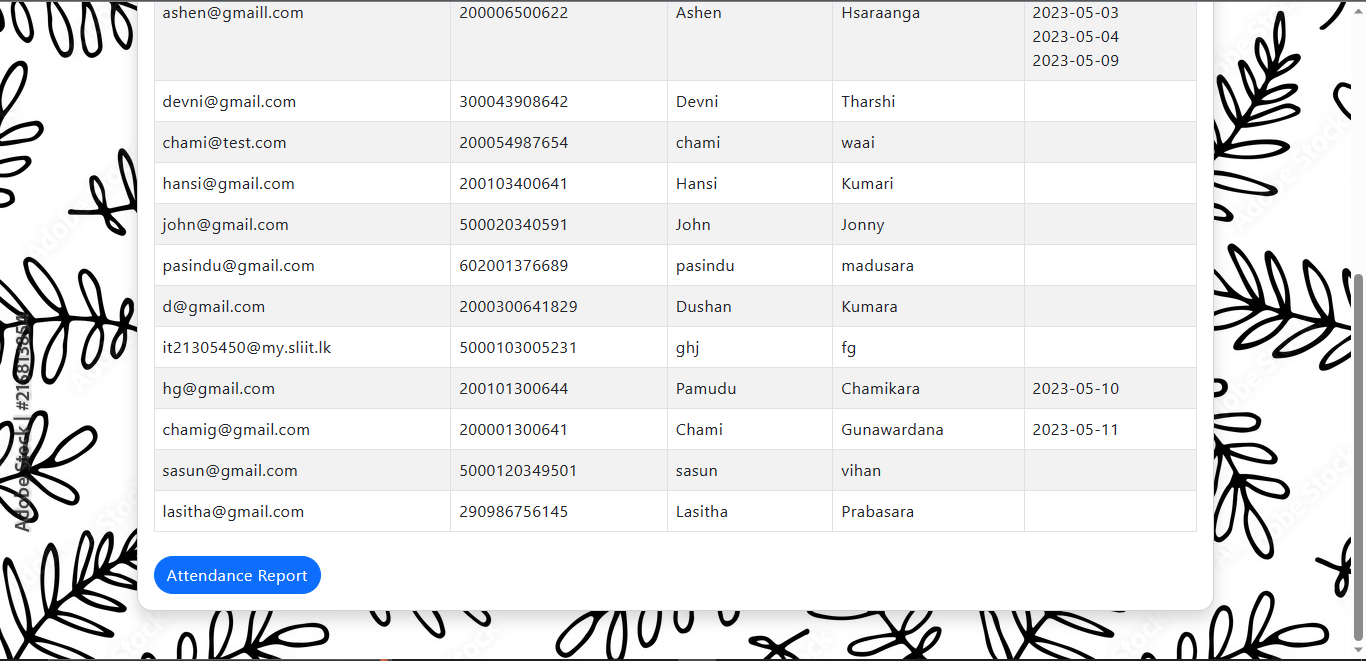 ashen@gmaill.com 200006500622 Ashen Hsaraanga 2023-05-03
2023-05-04
2023-05-09
devni@gmail.com 300043908642 Devni Tharshi
chami@test.com 200054987654 chami waai
hansi@gmail.com 200103400641 Hansi Kumari
john@gmail.com 500020340591 John Jonny
pasindu@gmail.com 602001376689 pasindu madusara
d@gmail.com 2000300641829 Dushan Kumara
it21305450@my.sliit.lk 5000103005231 ghj fg
hg@gmail.com 200101300644 Pamudu Chamikara 2023-05-10
chamig@gmail.com 200001300641 Chami Gunawardana 2023-05-11
sasun@gmail.com 5000120349501 sasun vihan
lasitha@gmail.com 290986756145 Lasitha Prabasara
Attendance Report
Adobe Stock |